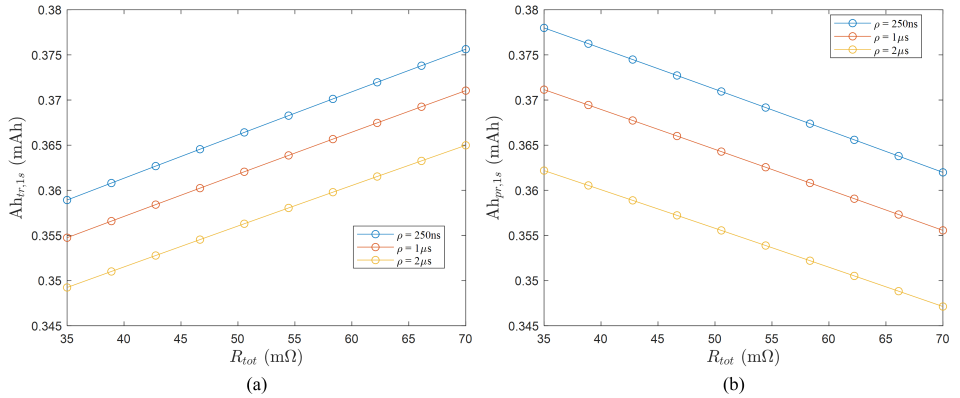 0.38
0.375
0.37
0.365
0.36
0.355
0.35
0.345
Ah_{tr,1s} (mAh)
ρ = 250ns
ρ = 1μs
ρ = 2μs
35 40 45 50 55 60 65 70
R_{tot} (mΩ)
(a)
0.38
0.375
0.37
0.365
0.36
0.355
0.35
0.345
Ah_{pr,1s} (mAh)
ρ = 250ns
ρ = 1μs
ρ = 2μs
35 40 45 50 55 60 65 70
R_{tot} (mΩ)
(b)